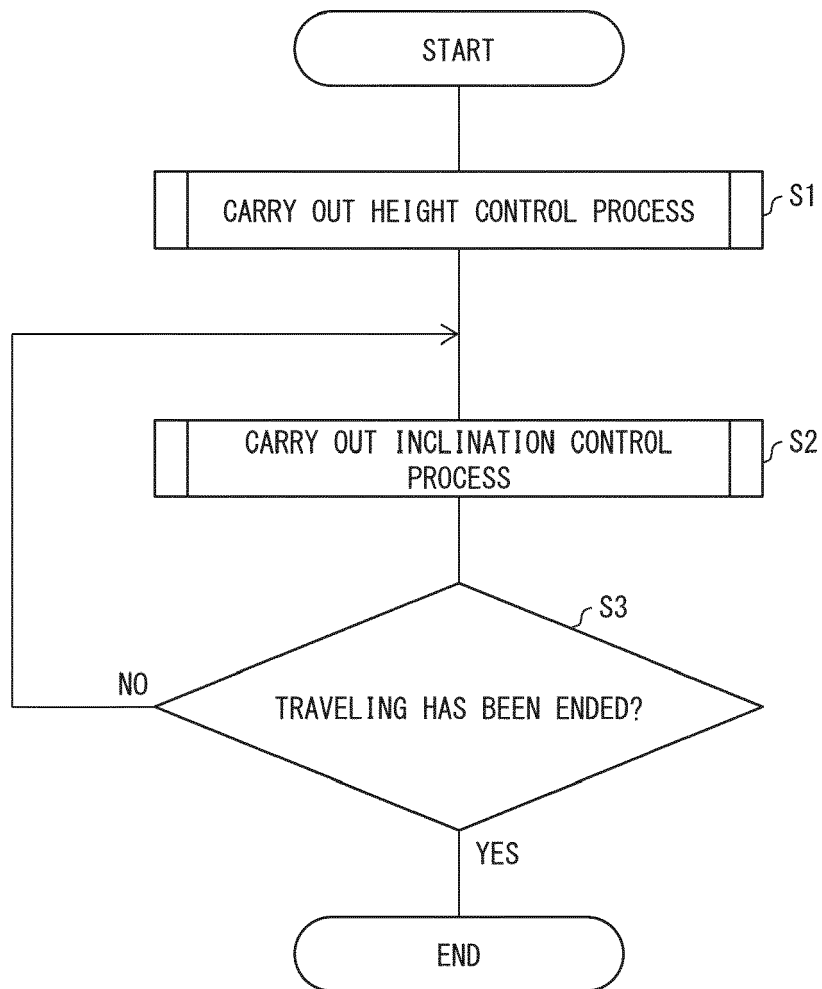 START
CARRY OUT HEIGHT CONTROL PROCESS
S1
CARRY OUT INCLINATION CONTROL
PROCESS
S2
S3
TRAVELING HAS BEEN ENDED?
NO
YES
END